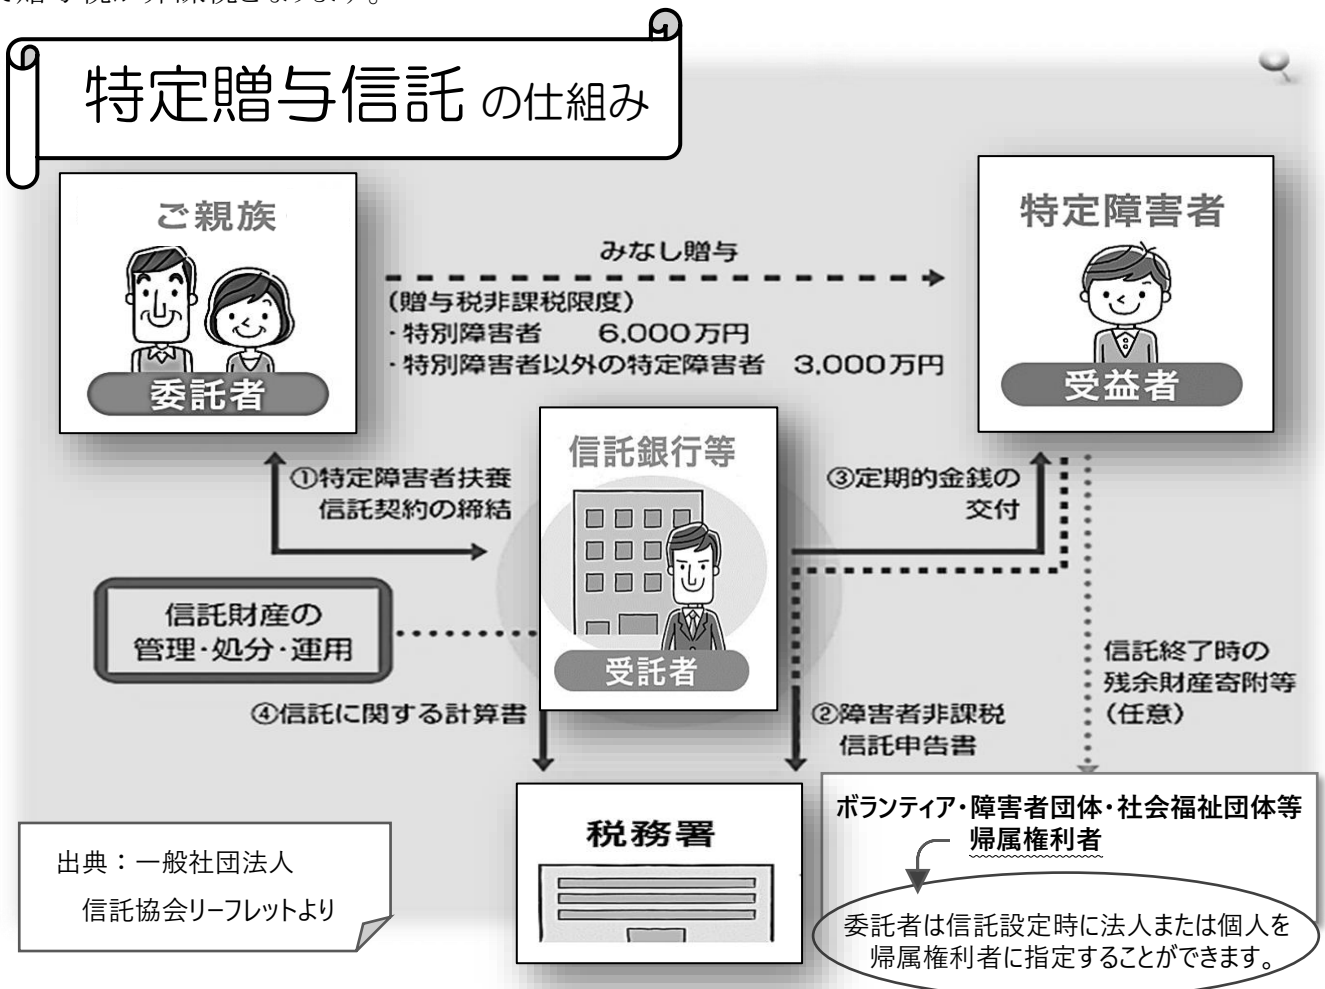 特定贈与信託 の仕組み
ご親族
委託者
みなし贈与
(贈与税非課税限度)
・特別障害者 6,000万円
・特別障害者以外の特定障害者 3,000万円
特定障害者
受益者
①特定障害者扶養
信託契約の締結
信託銀行等
受託者
③定期的金銭の
交付
信託財産の
管理・処分・運用
④信託に関する計算書
②障害者非課税
信託申告書
信託終了時の
残余財産寄附等
(任意)
税務署
ボランティア・障害者団体・社会福祉団体等
帰属権利者
委託者は信託設定時に法人または個人を
帰属権利者に指定することができます。
出典：一般社団法人
信託協会リーフレットより